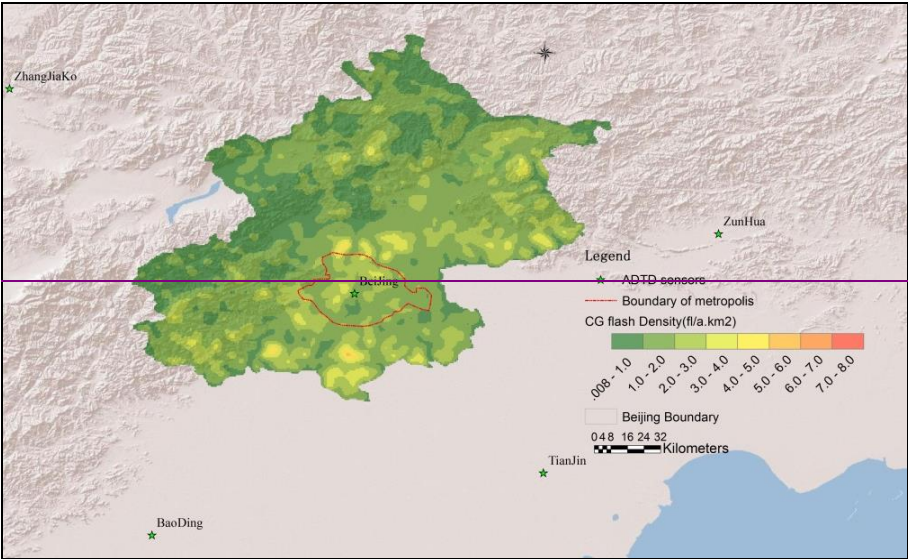 ZhangJiaKo
ZunHua
Legend
BeiJing
ADTD sensors
Boundary of metropolis
CG flash Density(fl/a.km2)
.008 - 1.0
1.0 - 2.0
2.0 - 3.0
3.0 - 4.0
4.0 - 5.0
5.0 - 6.0
6.0 - 7.0
7.0 - 8.0
Beijing Boundary
0 4 8 16 24 32
Kilometers
TianJin
BaoDing